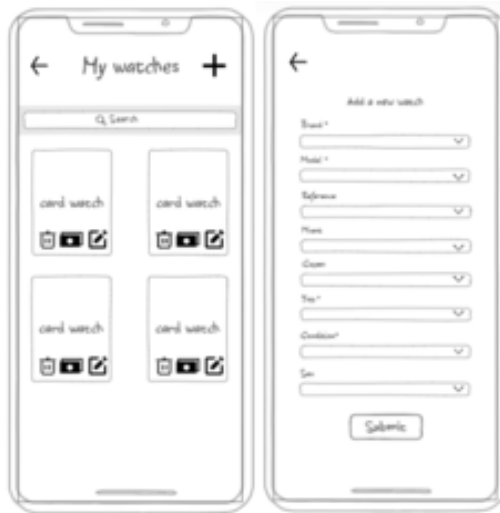 My watches
Search
card watch
card watch
card watch
card watch
Add a new watch
Brand *
Model *
Reference
Condition*
Sex
Submit